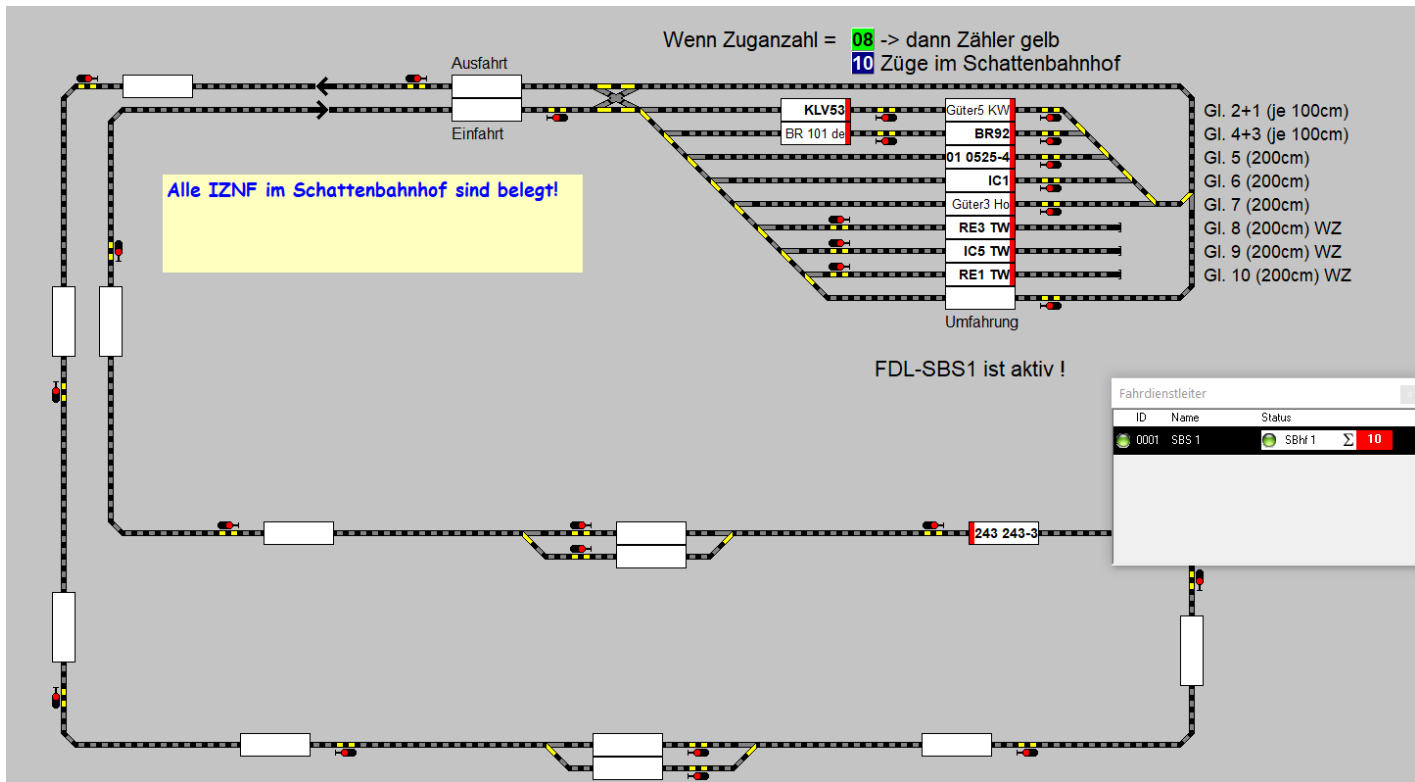 Wenn Zuganzahl = 08 -> dann Zähler gelb
10 Züge im Schattenbahnhof
Ausfahrt
Einfahrt
KLV53
Güter5 KW
Gl. 2+1 (je 100cm)
BR 101 de
BR92
Gl. 4+3 (je 100cm)
01 0525-4
Gl. 5 (200cm)
IC1
Gl. 6 (200cm)
Güter3 Ho
Gl. 7 (200cm)
RE3 TW
Gl. 8 (200cm) WZ
IC5 TW
Gl. 9 (200cm) WZ
RE1 TW
Gl. 10 (200cm) WZ
Umfahrung
Alle IZNF im Schattenbahnhof sind belegt!
FDL-SBS1 ist aktiv !
Fahrdienstleiter
ID Name Status
0001 SBS 1 SBhf 1 Σ 10
243 243-3